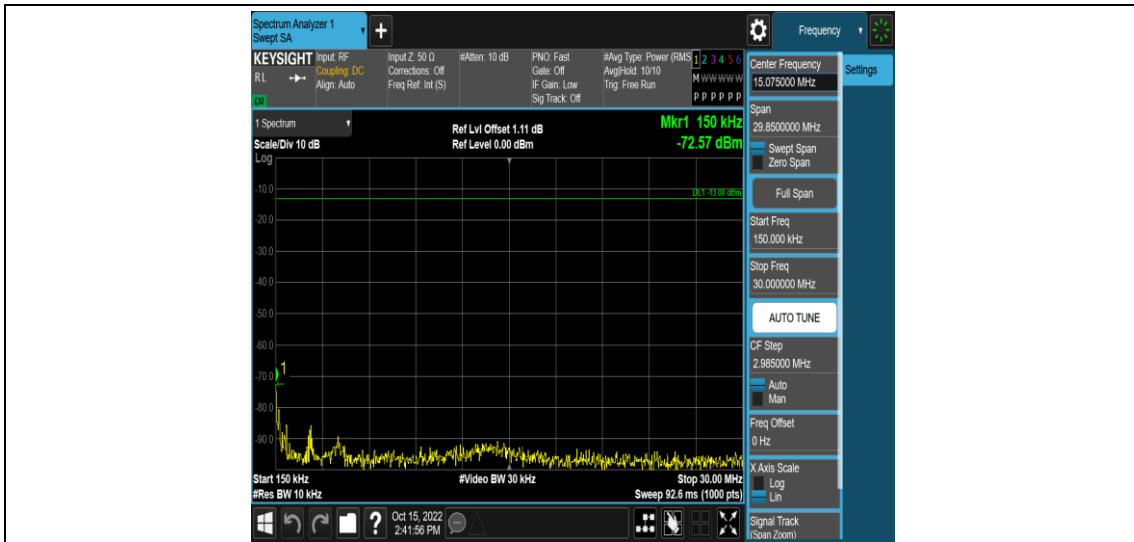 Spectrum Analyzer 1
Swept SA
+
Frequency
KEYSIGHT
RL
LXI
Input: RF
Coupling: DC
Align: Auto
Input Z: 50 Ω
Corrections: Off
Freq Ref: Int (S)
#Atten: 10 dB
PNO: Fast
Gate: Off
IF Gain: Low
Sig Track: Off
#Avg Type: Power (RMS
Avg|Hold: 10/10
Trig: Free Run
1 2 3 4 5 6
M W W W W W
P P P P P P
1 Spectrum
Scale/Div 10 dB
Log
Ref Lvl Offset 1.11 dB
Ref Level 0.00 dBm
Mkr1 150 kHz
-72.57 dBm
DL1 -13.00 dBm
-10.0
-20.0
-30.0
-40.0
-50.0
-60.0
-70.0
-80.0
-90.0
1
Start 150 kHz
#Res BW 10 kHz
#Video BW 30 kHz
Stop 30.00 MHz
Sweep 92.6 ms (1000 pts)
Center Frequency
15.075000 MHz
Settings
Span
29.8500000 MHz
Swept Span
Zero Span
Full Span
Start Freq
150.000 kHz
Stop Freq
30.000000 MHz
AUTO TUNE
CF Step
2.985000 MHz
Auto
Man
Freq Offset
0 Hz
X Axis Scale
Log
Lin
Signal Track
(Span Zoom)
?
Oct 15, 2022
2:41:56 PM